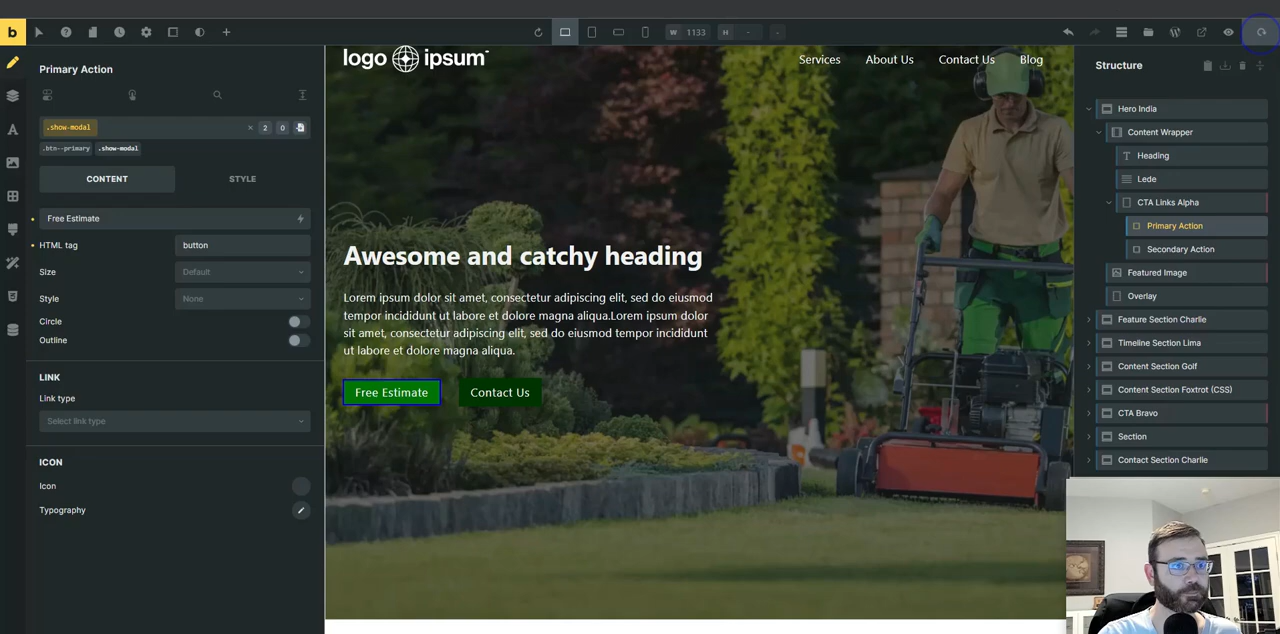 b
W 1133 H - -
Primary Action
.show-modal × 2 0
.btn--primary .show-modal
CONTENT STYLE
Free Estimate
HTML tag button
Size Default
Style None
Circle
Outline
LINK
Link type
Select link type
ICON
Icon
Typography
logo ipsum
Services About Us Contact Us Blog
Awesome and catchy heading
Lorem ipsum dolor sit amet, consectetur adipiscing elit, sed do eiusmod
tempor incididunt ut labore et dolore magna aliqua.Lorem ipsum dolor
sit amet, consectetur adipiscing elit, sed do eiusmod tempor incididunt
ut labore et dolore magna aliqua.
Free Estimate Contact Us
Structure
Hero India
Content Wrapper
Heading
Lede
CTA Links Alpha
Primary Action
Secondary Action
Featured Image
Overlay
Feature Section Charlie
Timeline Section Lima
Content Section Golf
Content Section Foxtrot (CSS)
CTA Bravo
Section
Contact Section Charlie